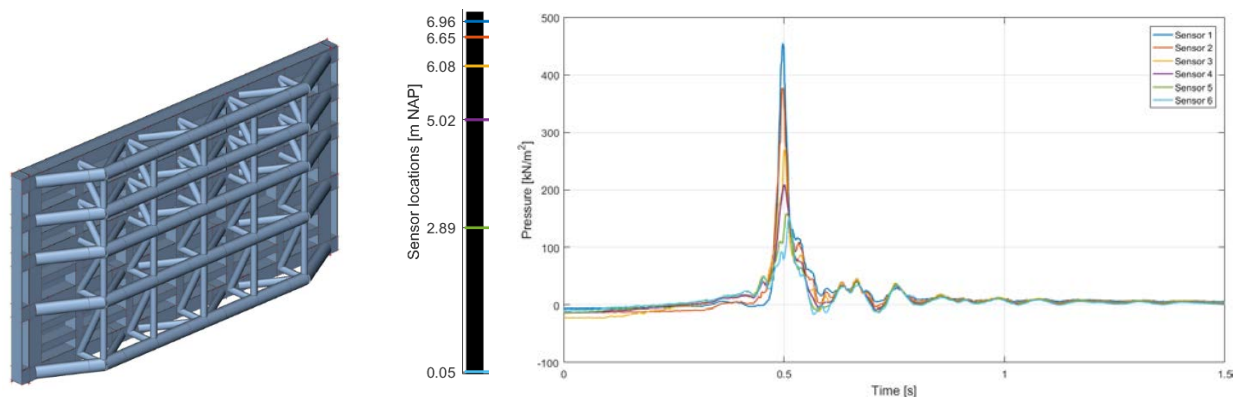 6.96
6.65
6.08
5.02
2.89
0.05
Sensor locations [m NAP]
500
400
300
200
100
0
-100
Pressure [kN/m²]
0
0.5
1
1.5
Time [s]
Sensor 1
Sensor 2
Sensor 3
Sensor 4
Sensor 5
Sensor 6